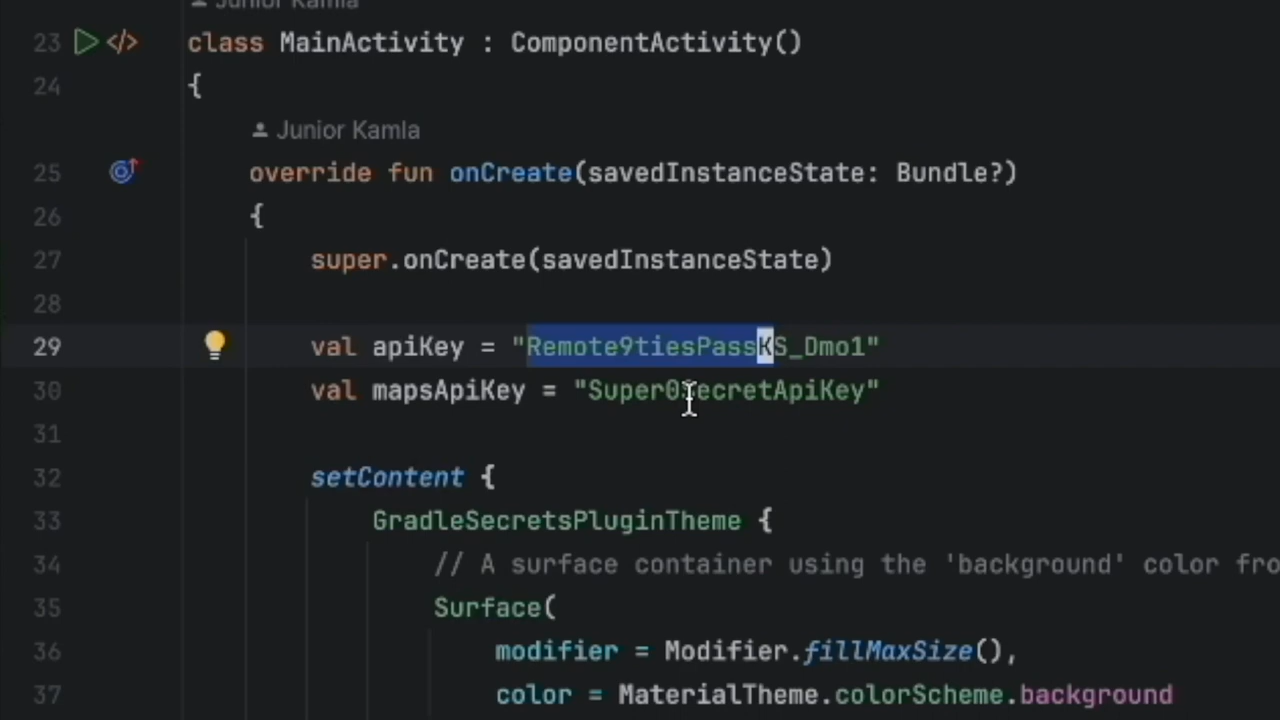 Junior Kamla
23 </> class MainActivity : ComponentActivity()
24 {
Junior Kamla
25 override fun onCreate(savedInstanceState: Bundle?)
26 {
27 super.onCreate(savedInstanceState)
28
29 val apiKey = "Remote9tiesPassKS_Dmo1"
30 val mapsApiKey = "Super0SecretApiKey"
31
32 setContent {
33 GradleSecretsPluginTheme {
34 // A surface container using the 'background' color fro
35 Surface(
36 modifier = Modifier.fillMaxSize(),
37 color = MaterialTheme.colorScheme.background